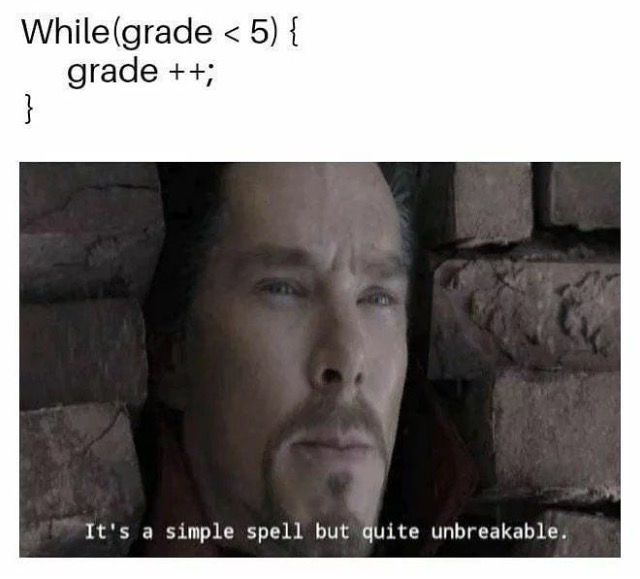 While(grade < 5) {
grade ++;
}
It's a simple spell but quite unbreakable.